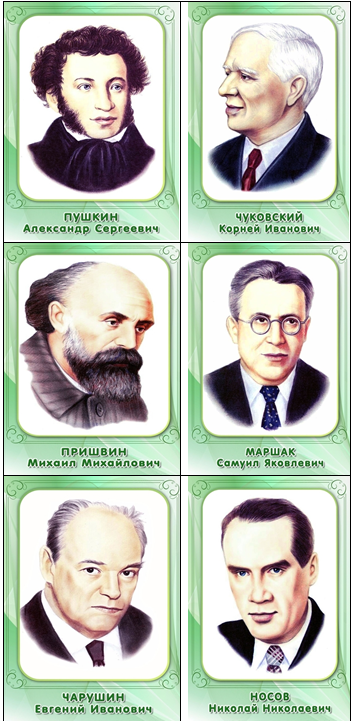 ПУШКИН
Александр Сергеевич
ЧУКОВСКИЙ
Корней Иванович
ПРИШВИН
Михаил Михайлович
МАРШАК
Самуил Яковлевич
ЧАРУШИН
Евгений Иванович
НОСОВ
Николай Николаевич